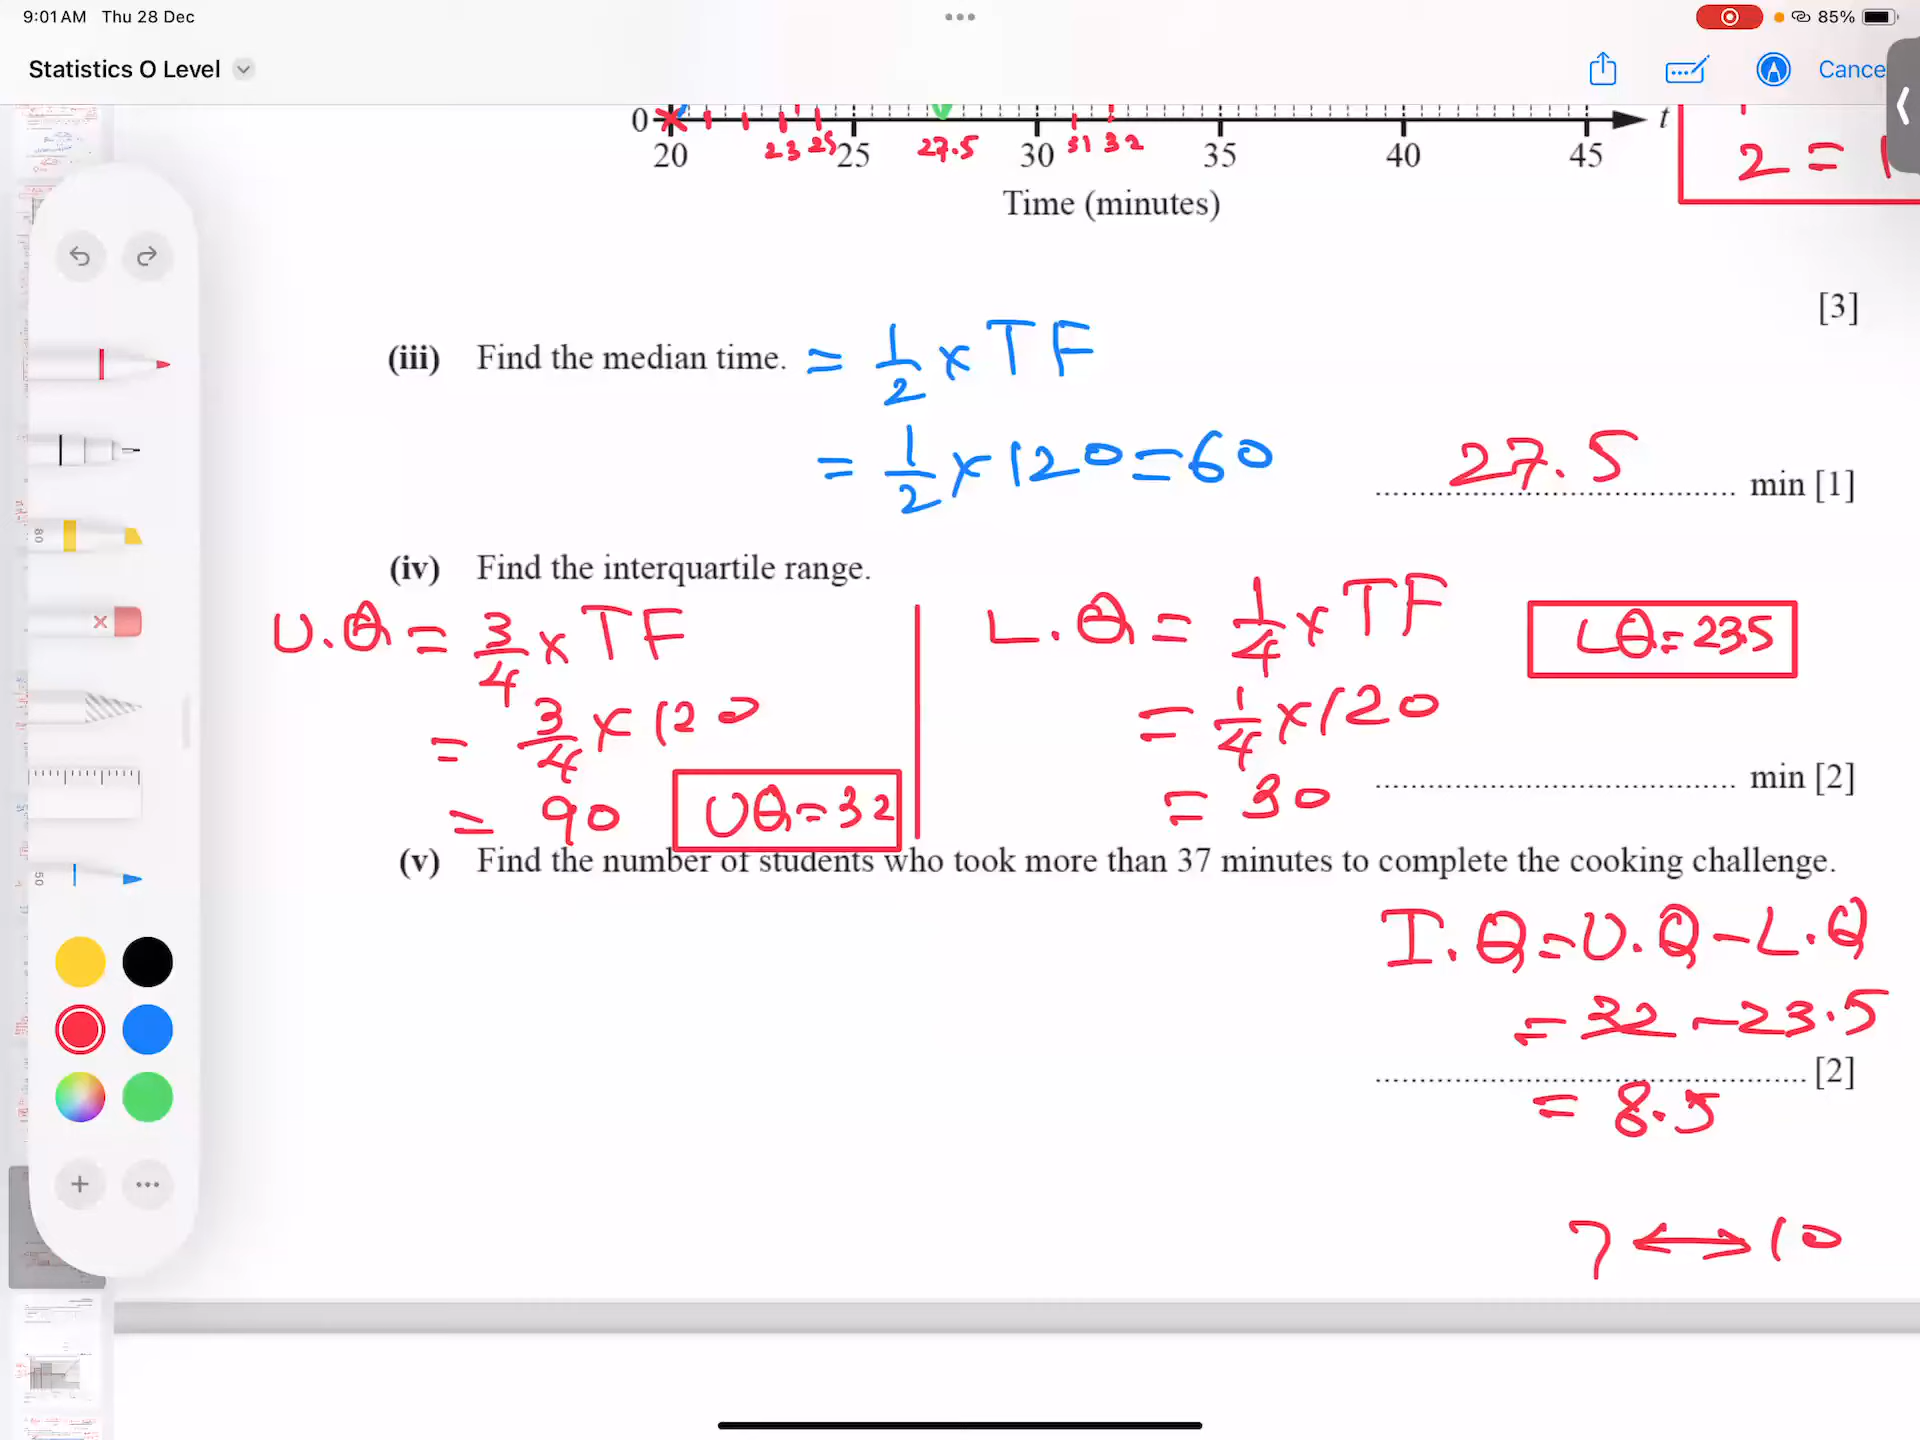 9:01 AM Thu 28 Dec
85%
Statistics O Level
Cance
0
t
23 25 27.5 31 32
20 25 30 35 40 45
2 =
Time (minutes)
[3]
(iii) Find the median time. = 1/2 × TF
= 1/2 × 120 = 60
27.5
min [1]
(iv) Find the interquartile range.
U.Q = 3/4 × TF
= 3/4 × 120
= 90
UQ = 32
L.Q = 1/4 × TF
= 1/4 × 120
= 30
LQ = 23.5
min [2]
(v) Find the number of students who took more than 37 minutes to complete the cooking challenge.
I.Q = U.Q - L.Q
= 32 - 23.5
[2]
= 8.5
7 ↔ 10
80
50